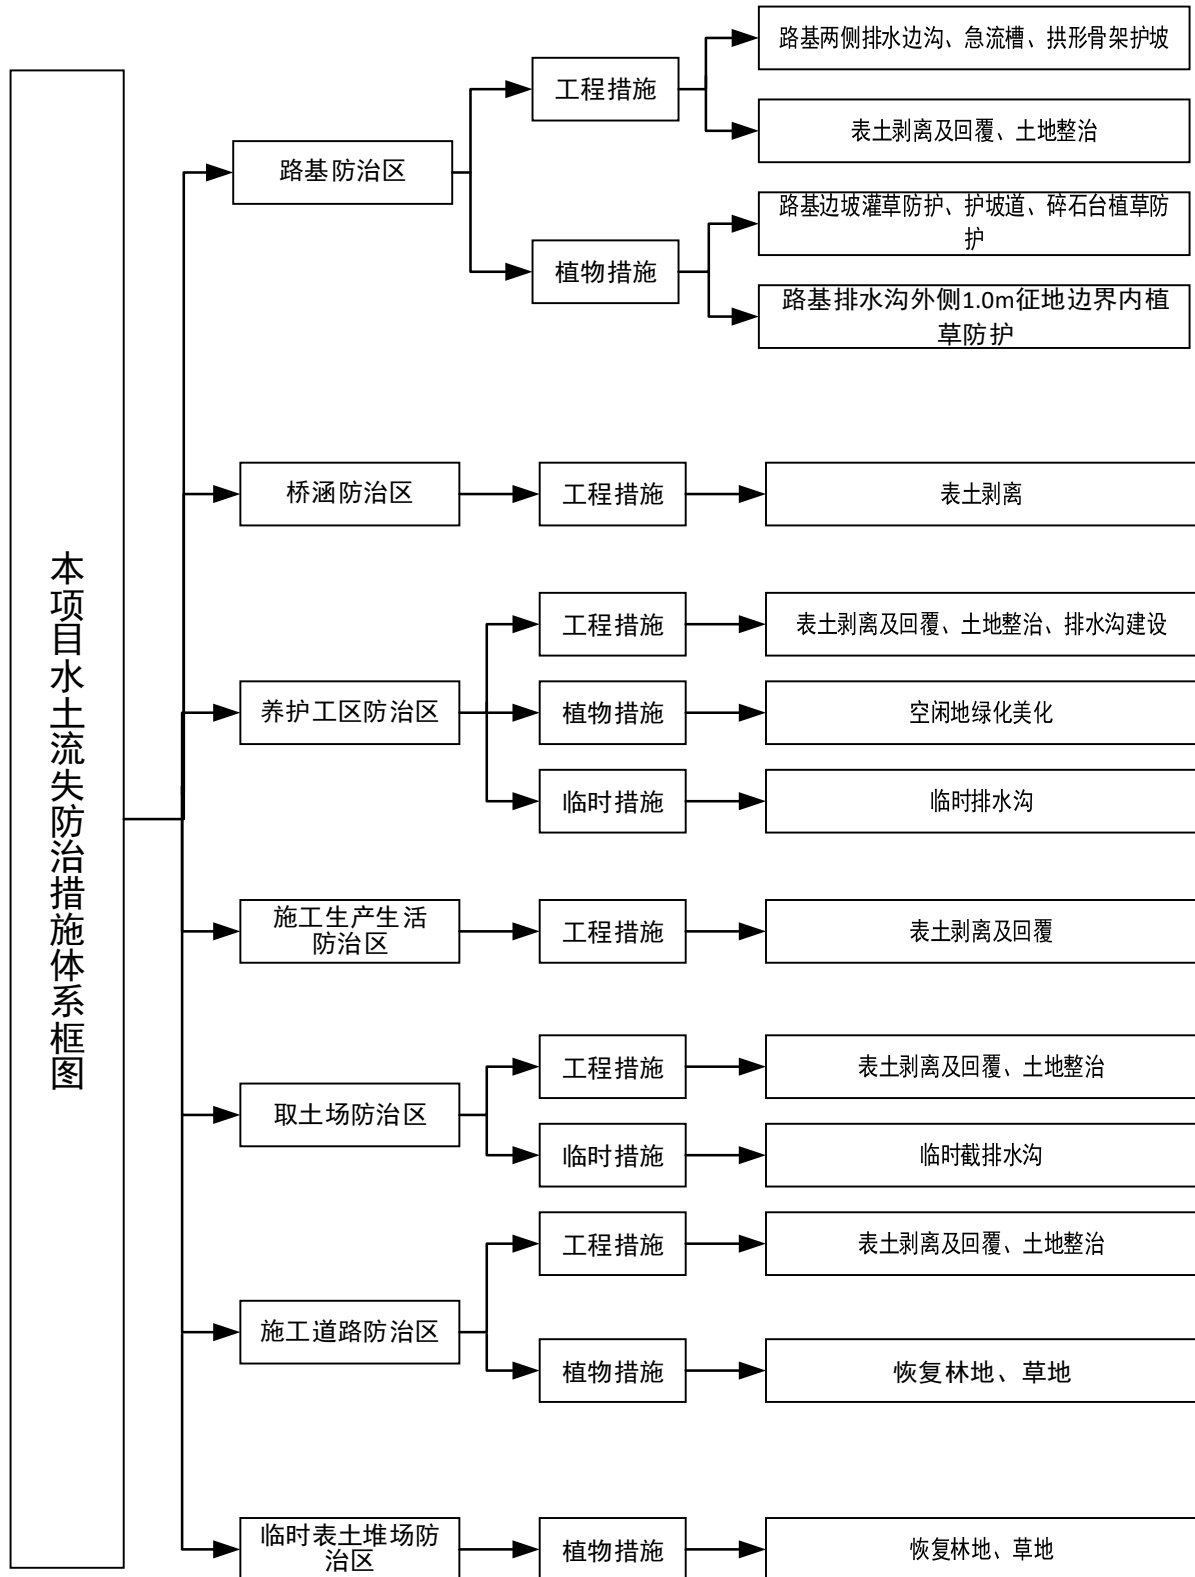 本项目水土流失防治措施体系框图
路基防治区
工程措施
路基两侧排水边沟、急流槽、拱形骨架护坡
表土剥离及回覆、土地整治
植物措施
路基边坡灌草防护、护坡道、碎石台植草防
护
路基排水沟外侧1.0m征地边界内植
草防护
桥涵防治区
工程措施
表土剥离
养护工区防治区
工程措施
表土剥离及回覆、土地整治、排水沟建设
植物措施
空闲地绿化美化
临时措施
临时排水沟
施工生产生活
防治区
工程措施
表土剥离及回覆
取土场防治区
工程措施
表土剥离及回覆、土地整治
临时措施
临时截排水沟
施工道路防治区
工程措施
表土剥离及回覆、土地整治
植物措施
恢复林地、草地
临时表土堆场防
治区
植物措施
恢复林地、草地